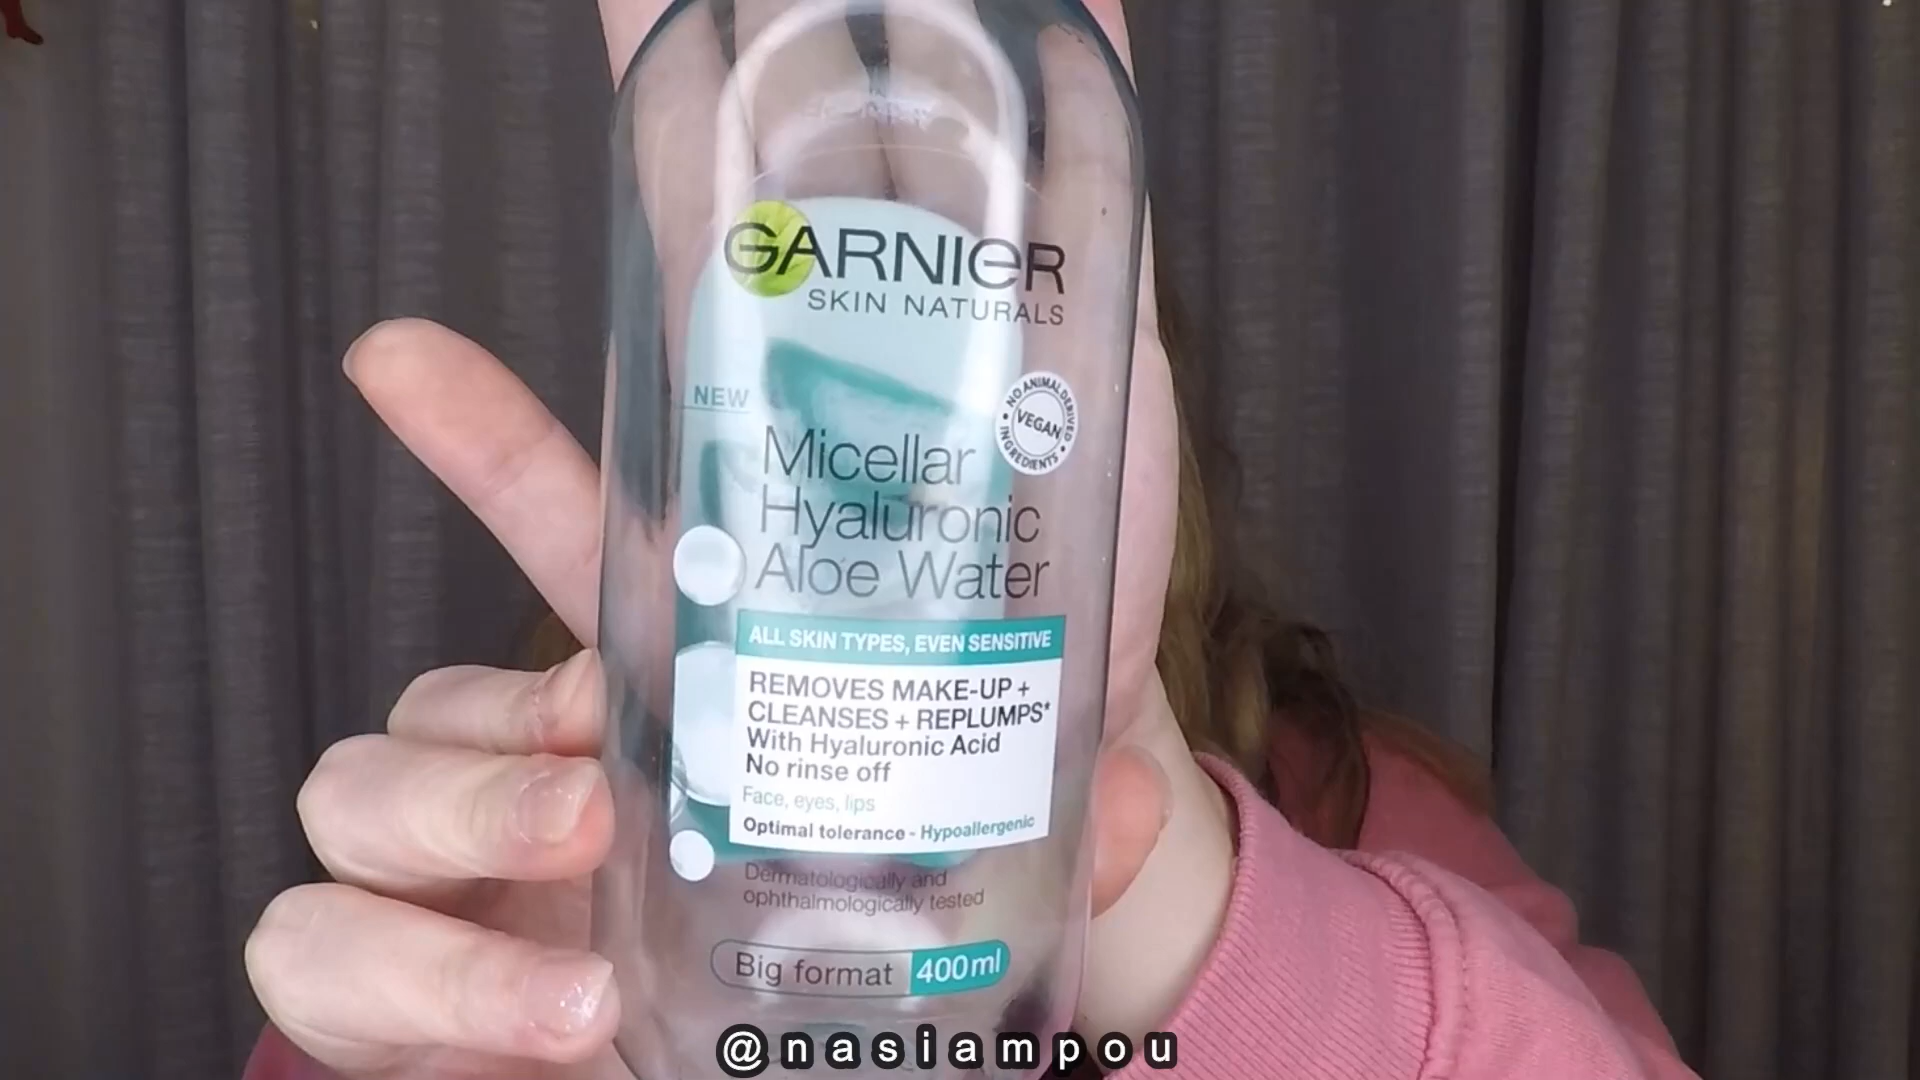 GARNIER
SKIN NATURALS
NEW
NO ANIMAL DERIVED
VEGAN
INGREDIENTS
Micellar
Hyaluronic
Aloe Water
ALL SKIN TYPES, EVEN SENSITIVE
REMOVES MAKE-UP +
CLEANSES + REPLUMPS*
With Hyaluronic Acid
No rinse off
Face, eyes, lips
Optimal tolerance - Hypoallergenic
Dermatologically and
ophthalmologically tested
Big format 400ml
@nasiampou